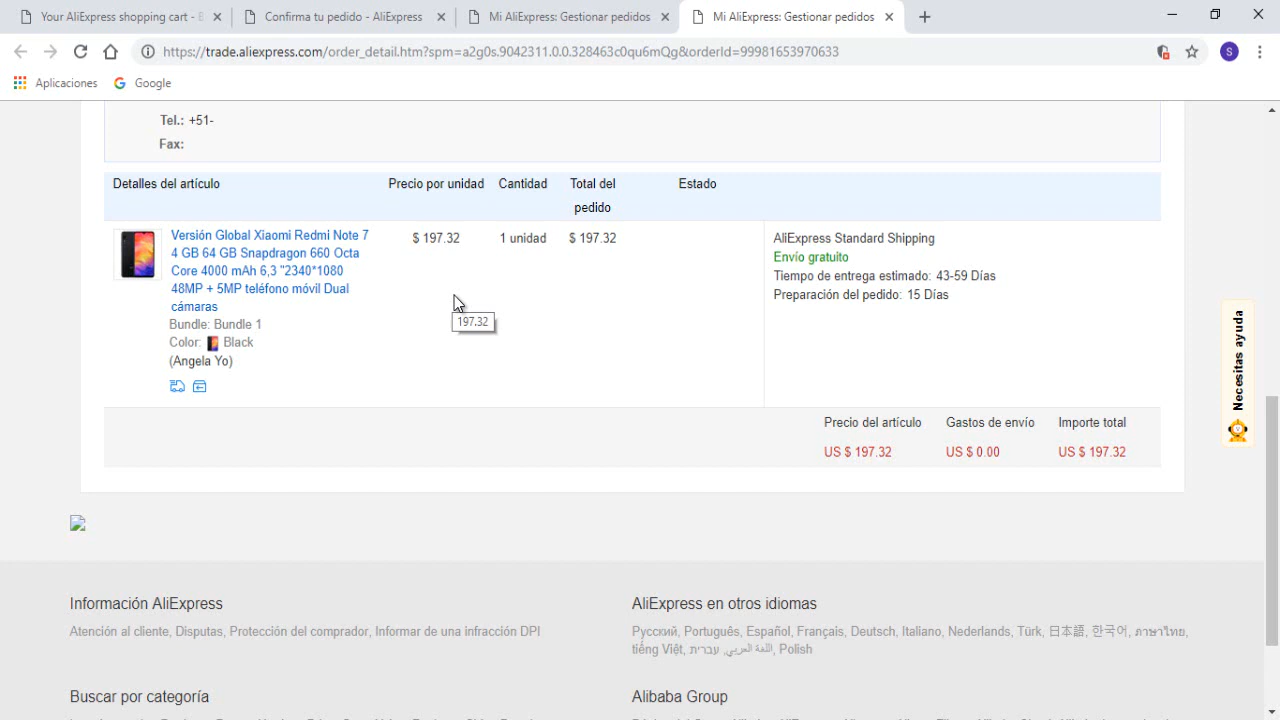 Your AliExpress shopping cart -
Confirma tu pedido - AliExpress
Mi AliExpress: Gestionar pedidos
Mi AliExpress: Gestionar pedidos
https://trade.aliexpress.com/order_detail.htm?spm=a2g0s.9042311.0.0.328463c0qu6mQg&orderId=99981653970633
S
Aplicaciones
Google
Tel.: +51-
Fax:
Detalles del artículo
Precio por unidad
Cantidad
Total del
pedido
Estado
Versión Global Xiaomi Redmi Note 7
4 GB 64 GB Snapdragon 660 Octa
Core 4000 mAh 6,3 "2340*1080
48MP + 5MP teléfono móvil Dual
cámaras
Bundle: Bundle 1
Color: Black
(Angela Yo)
$ 197.32
1 unidad
$ 197.32
197.32
AliExpress Standard Shipping
Envío gratuito
Tiempo de entrega estimado: 43-59 Días
Preparación del pedido: 15 Días
Necesitas ayuda
Precio del artículo
Gastos de envío
Importe total
US $ 197.32
US $ 0.00
US $ 197.32
Información AliExpress
Atención al cliente, Disputas, Protección del comprador, Informar de una infracción DPI
AliExpress en otros idiomas
Русский, Português, Español, Français, Deutsch, Italiano, Nederlands, Türk, 日本語, 한국어, ภาษาไทย,
tiếng Việt, اللغة العربي, עברית, Polish
Buscar por categoría
Alibaba Group